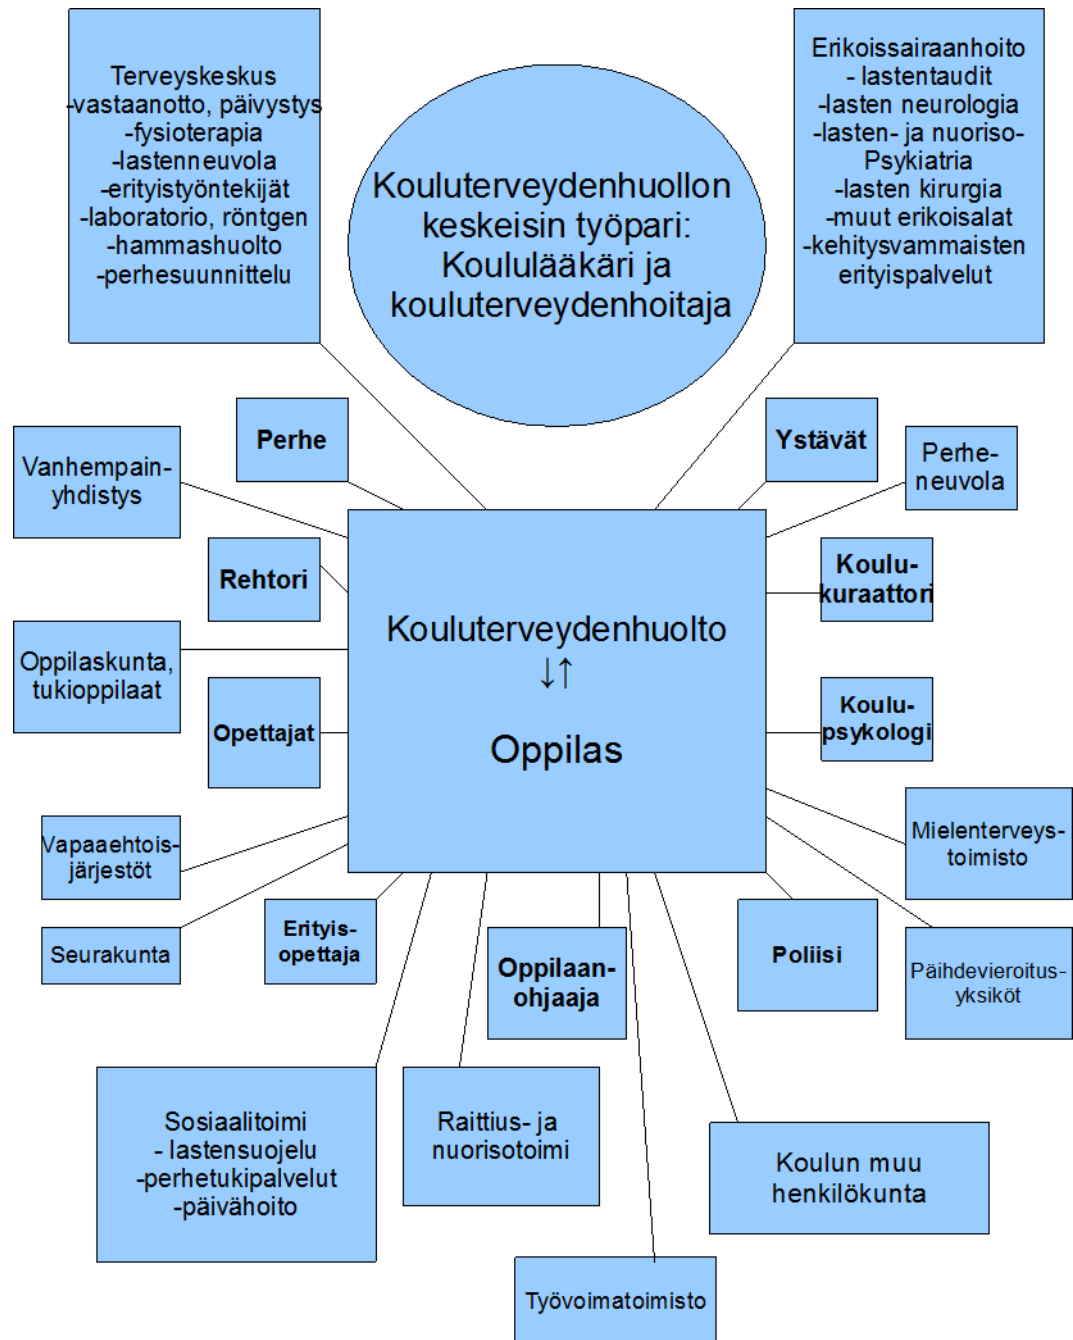 Terveyskeskus
-vastaanotto, päivystys
-fysioterapia
-lastenneuvola
-erityistyöntekijät
-laboratorio, röntgen
-hammashuolto
-perhesuunnittelu
Kouluterveydenhuollon
keskeisin työpari:
Koululääkäri ja
kouluterveydenhoitaja
Erikoissairaanhoito
- lastentaudit
-lasten neurologia
-lasten- ja nuoriso-
Psykiatria
-lasten kirurgia
-muut erikoisalat
-kehitysvammaisten
erityispalvelut
Perhe
Ystävät
Vanhempain-
yhdistys
Perhe-
neuvola
Rehtori
Koulu-
kuraattori
Kouluterveydenhuolto
↓↑
Oppilas
Oppilaskunta,
tukioppilaat
Opettajat
Koulu-
psykologi
Vapaaehtois-
järjestöt
Mielenterveys-
toimisto
Seurakunta
Erityis-
opettaja
Oppilaan-
ohjaaja
Poliisi
Päihdevieroitus-
yksiköt
Sosiaalitoimi
- lastensuojelu
-perhetukipalvelut
-päivähoito
Raittius- ja
nuorisotoimi
Koulun muu
henkilökunta
Työvoimatoimisto